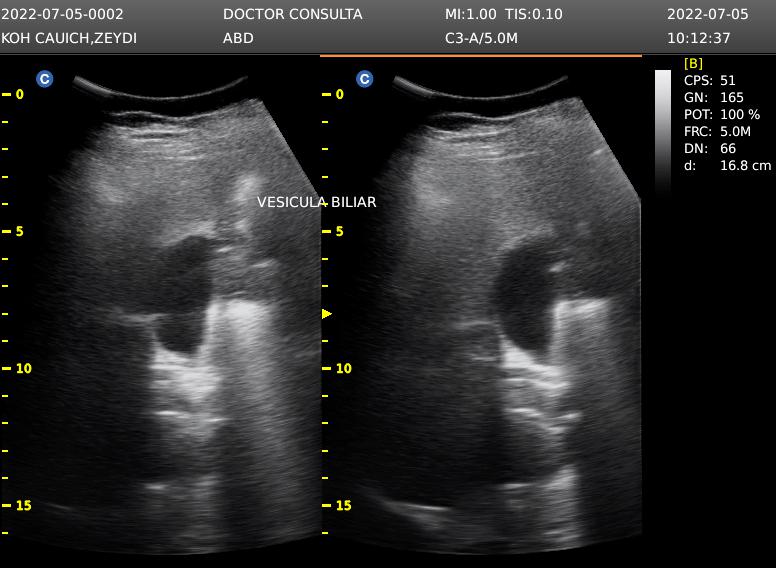 2022-07-05-0002 DOCTOR CONSULTA MI:1.00 TIS:0.10 2022-07-05
KOH CAUICH,ZEYDI ABD C3-A/5.0M 10:12:37
[B]
CPS: 51
GN: 165
POT: 100 %
FRC: 5.0M
DN: 66
d: 16.8 cm
C C
0 0
VESICULA BILIAR
5 5
10 10
15 15